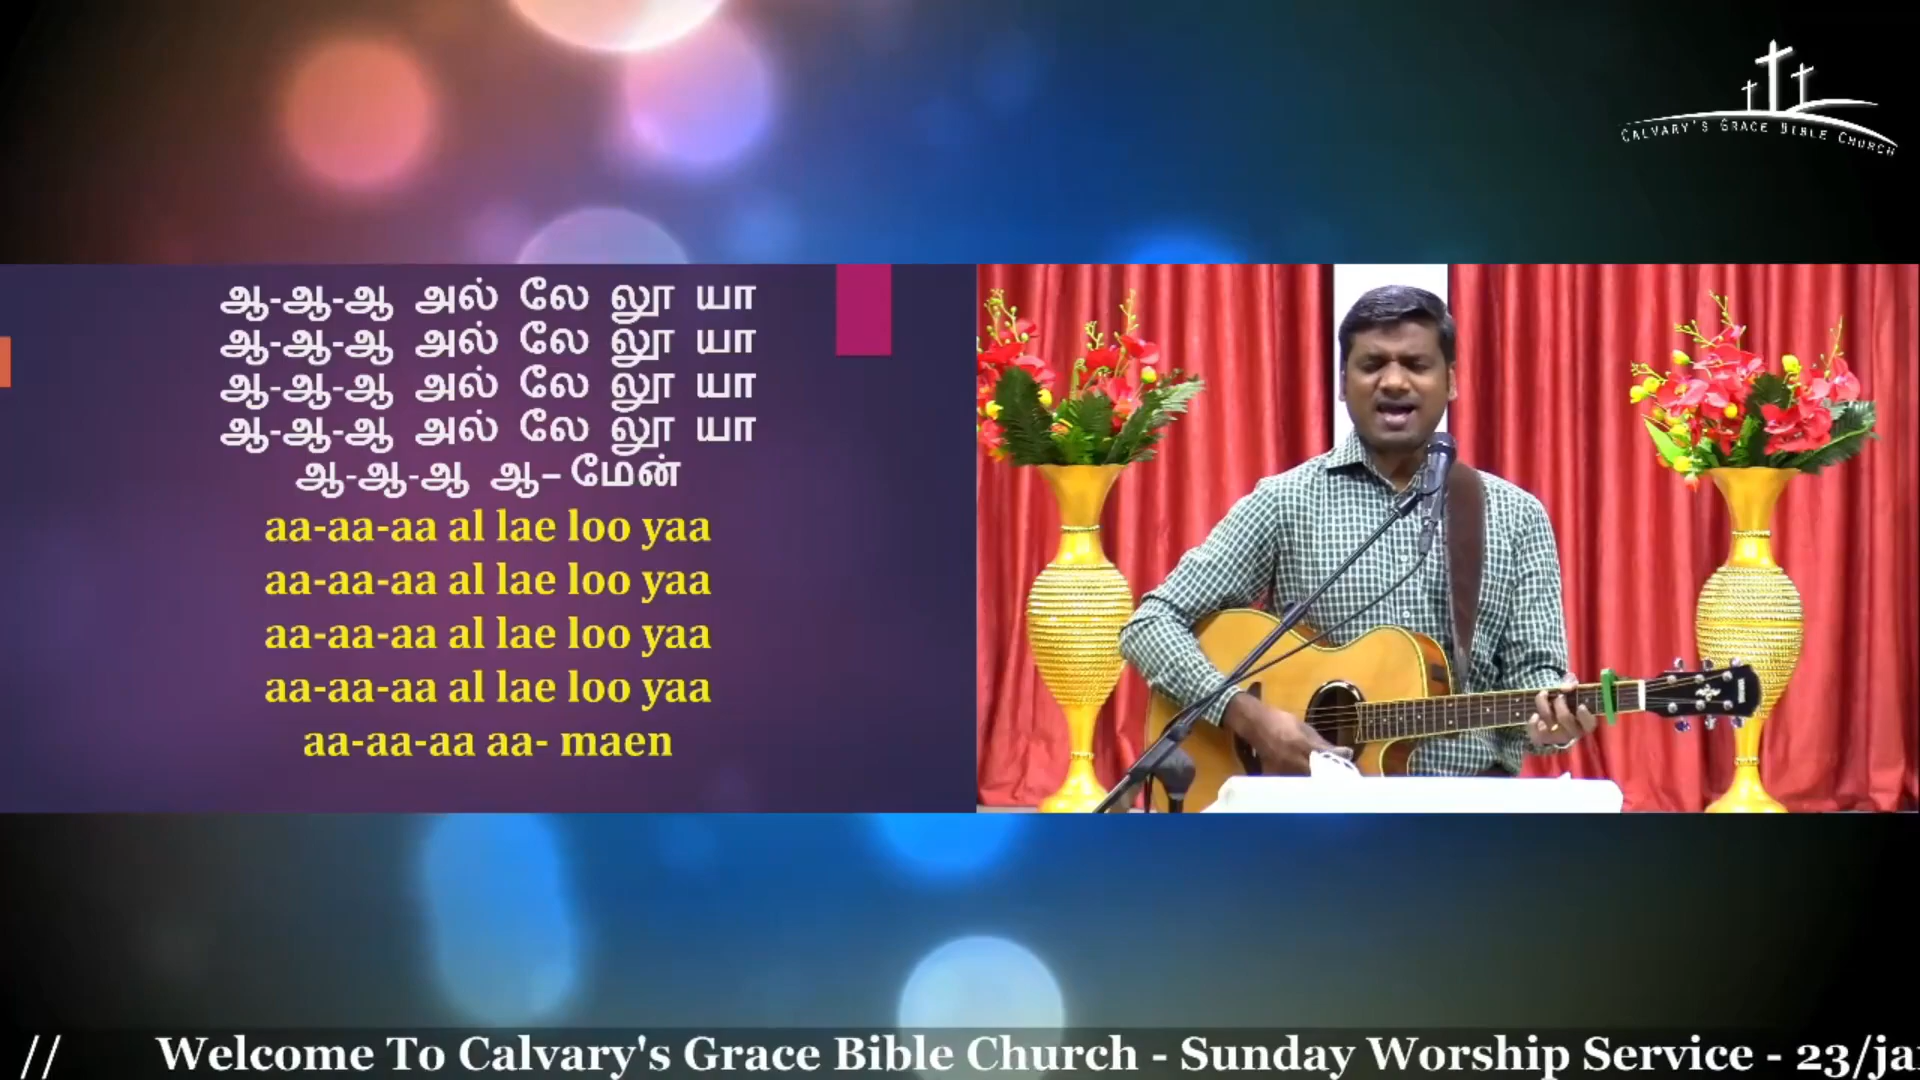 CALVARY'S GRACE BIBLE CHURCH
ஆ-ஆ-ஆ அல் லே லூ யா
ஆ-ஆ-ஆ அல் லே லூ யா
ஆ-ஆ-ஆ அல் லே லூ யா
ஆ-ஆ-ஆ அல் லே லூ யா
ஆ-ஆ-ஆ ஆ– மேன்
aa-aa-aa al lae loo yaa
aa-aa-aa al lae loo yaa
aa-aa-aa al lae loo yaa
aa-aa-aa al lae loo yaa
aa-aa-aa aa- maen
// Welcome To Calvary's Grace Bible Church - Sunday Worship Service - 23/ja